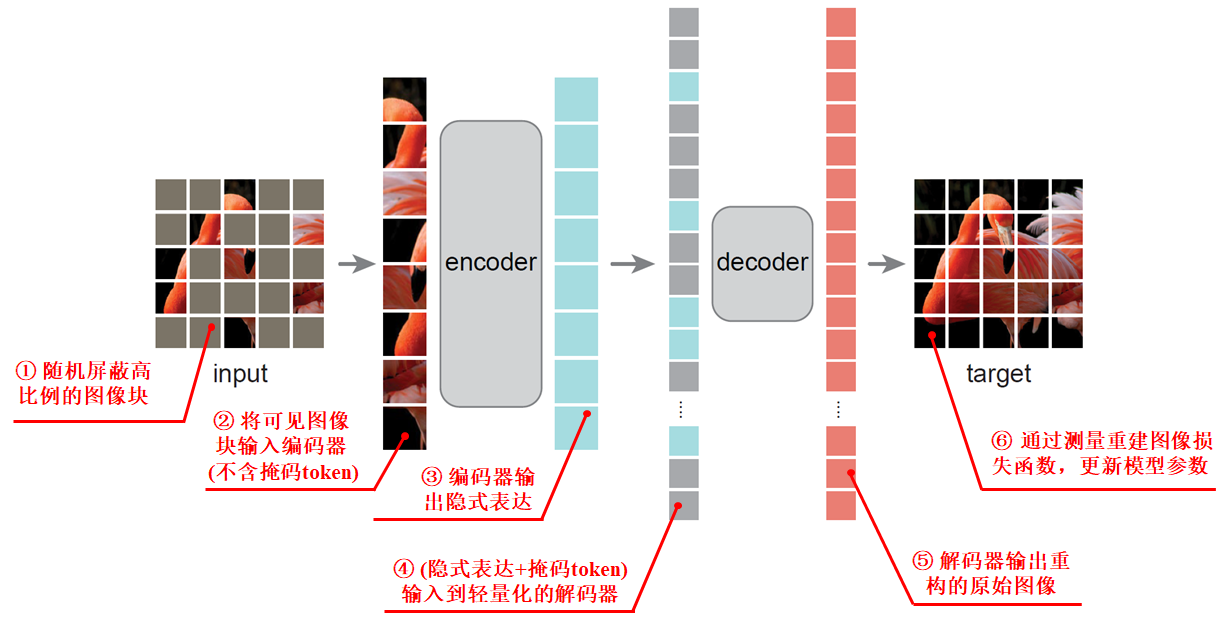 input
encoder
decoder
target
① 随机屏蔽高
比例的图像块
② 将可见图像
块输入编码器
(不含掩码token)
③ 编码器输
出隐式表达
④ (隐式表达+掩码token)
输入到轻量化的解码器
⑤ 解码器输出重
构的原始图像
⑥ 通过测量重建图像损
失函数，更新模型参数